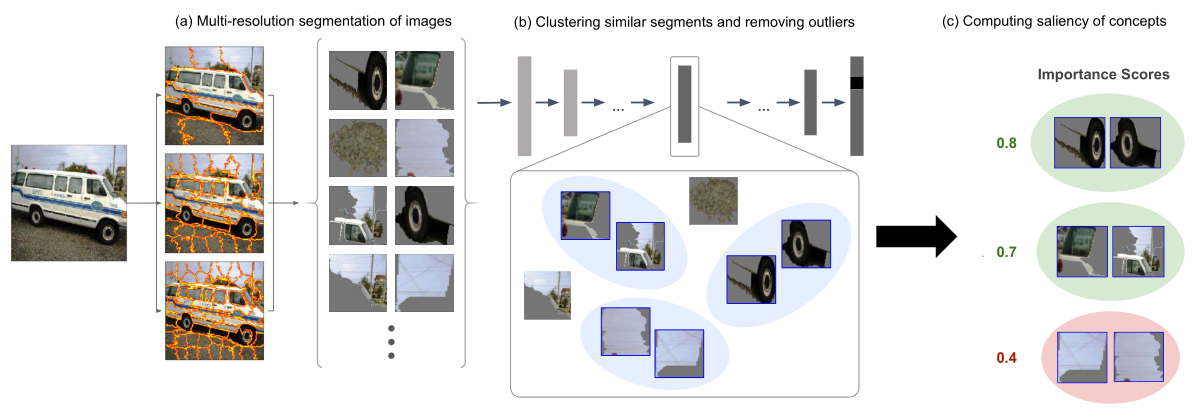 (a) Multi-resolution segmentation of images
(b) Clustering similar segments and removing outliers
(c) Computing saliency of concepts
Importance Scores
...
...
0.8
0.7
0.4